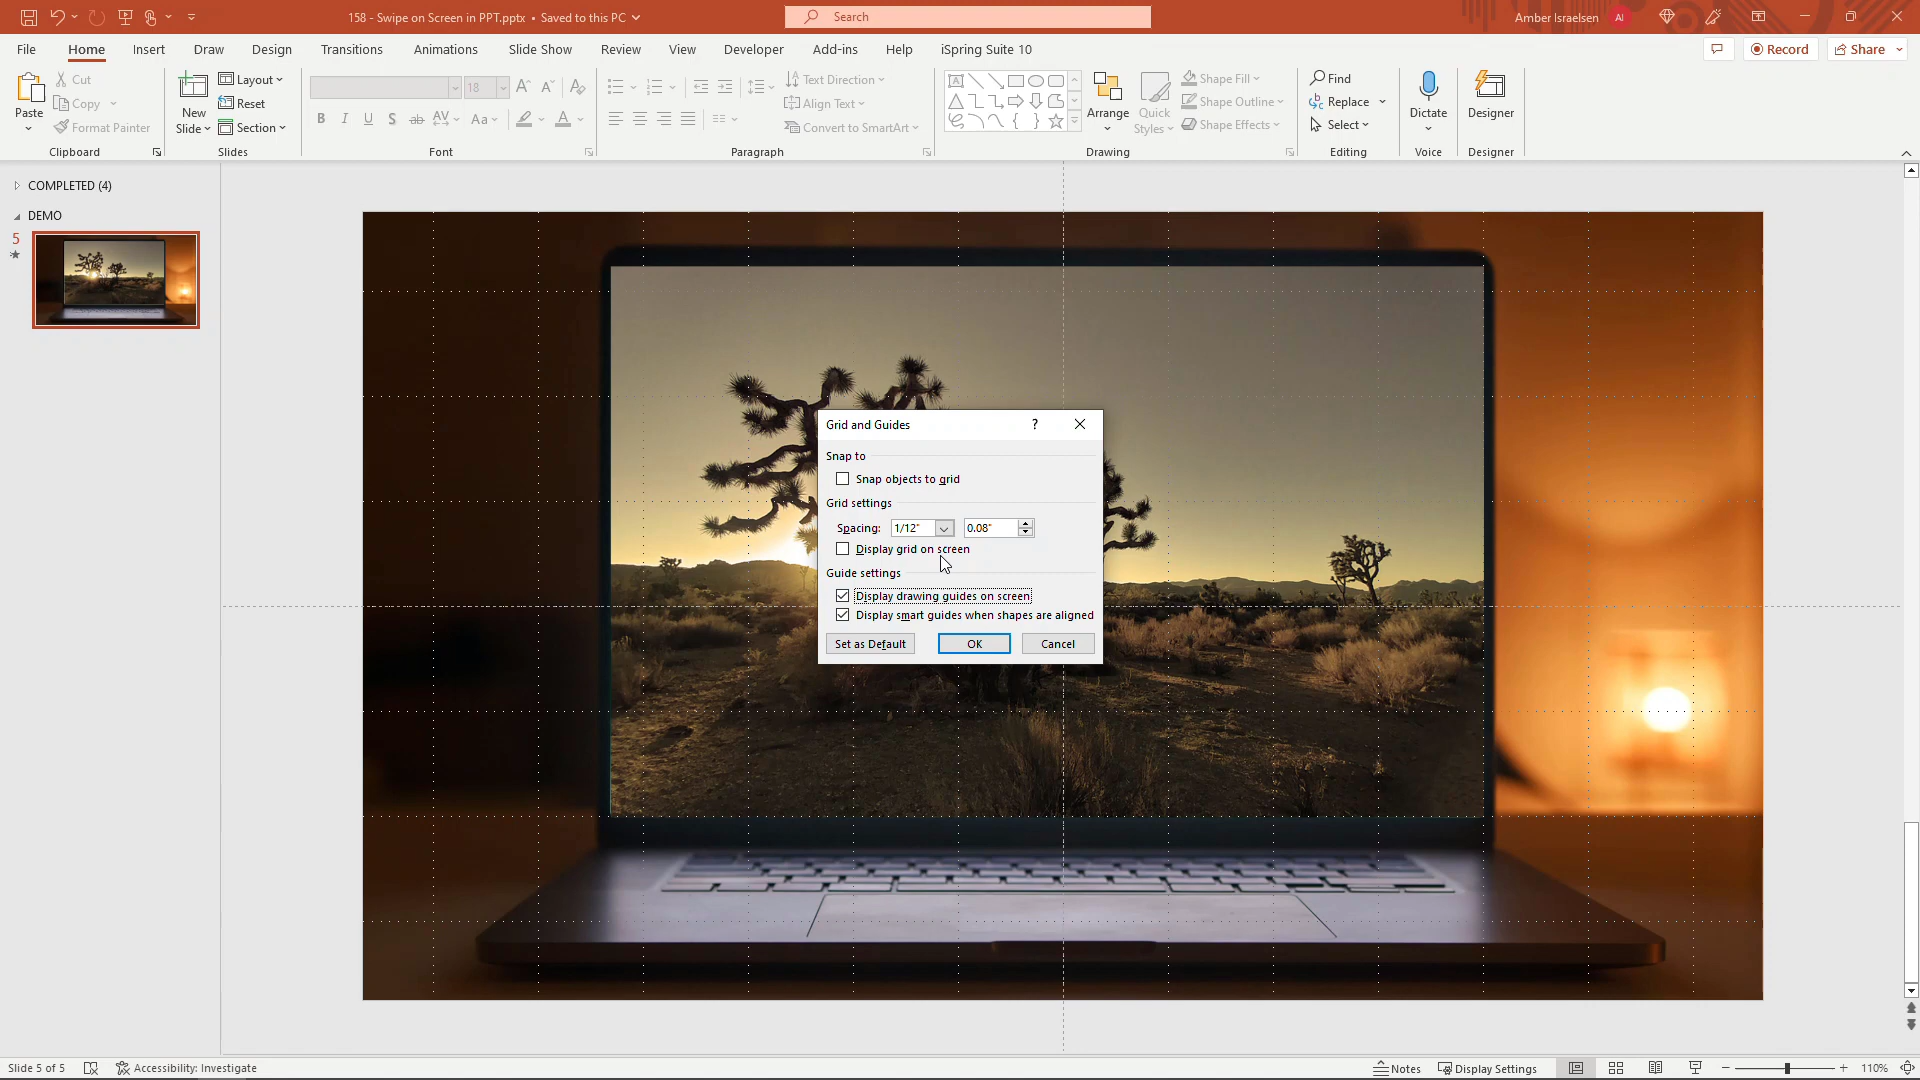 158 - Swipe on Screen in PPT.pptx • Saved to this PC
Search
Amber Israelsen
AI
File
Home
Insert
Draw
Design
Transitions
Animations
Slide Show
Review
View
Developer
Add-ins
Help
iSpring Suite 10
Record
Share
Paste
Cut
Copy
Format Painter
Clipboard
New
Slide
Layout
Reset
Section
Slides
18
Font
Text Direction
Align Text
Convert to SmartArt
Paragraph
Arrange
Quick
Styles
Shape Fill
Shape Outline
Shape Effects
Drawing
Find
Replace
Select
Editing
Dictate
Voice
Designer
Designer
COMPLETED (4)
DEMO
5
Grid and Guides
?
Snap to
Snap objects to grid
Grid settings
Spacing: 1/12" 0.08"
Display grid on screen
Guide settings
Display drawing guides on screen
Display smart guides when shapes are aligned
Set as Default
OK
Cancel
Slide 5 of 5
Accessibility: Investigate
Notes
Display Settings
110%